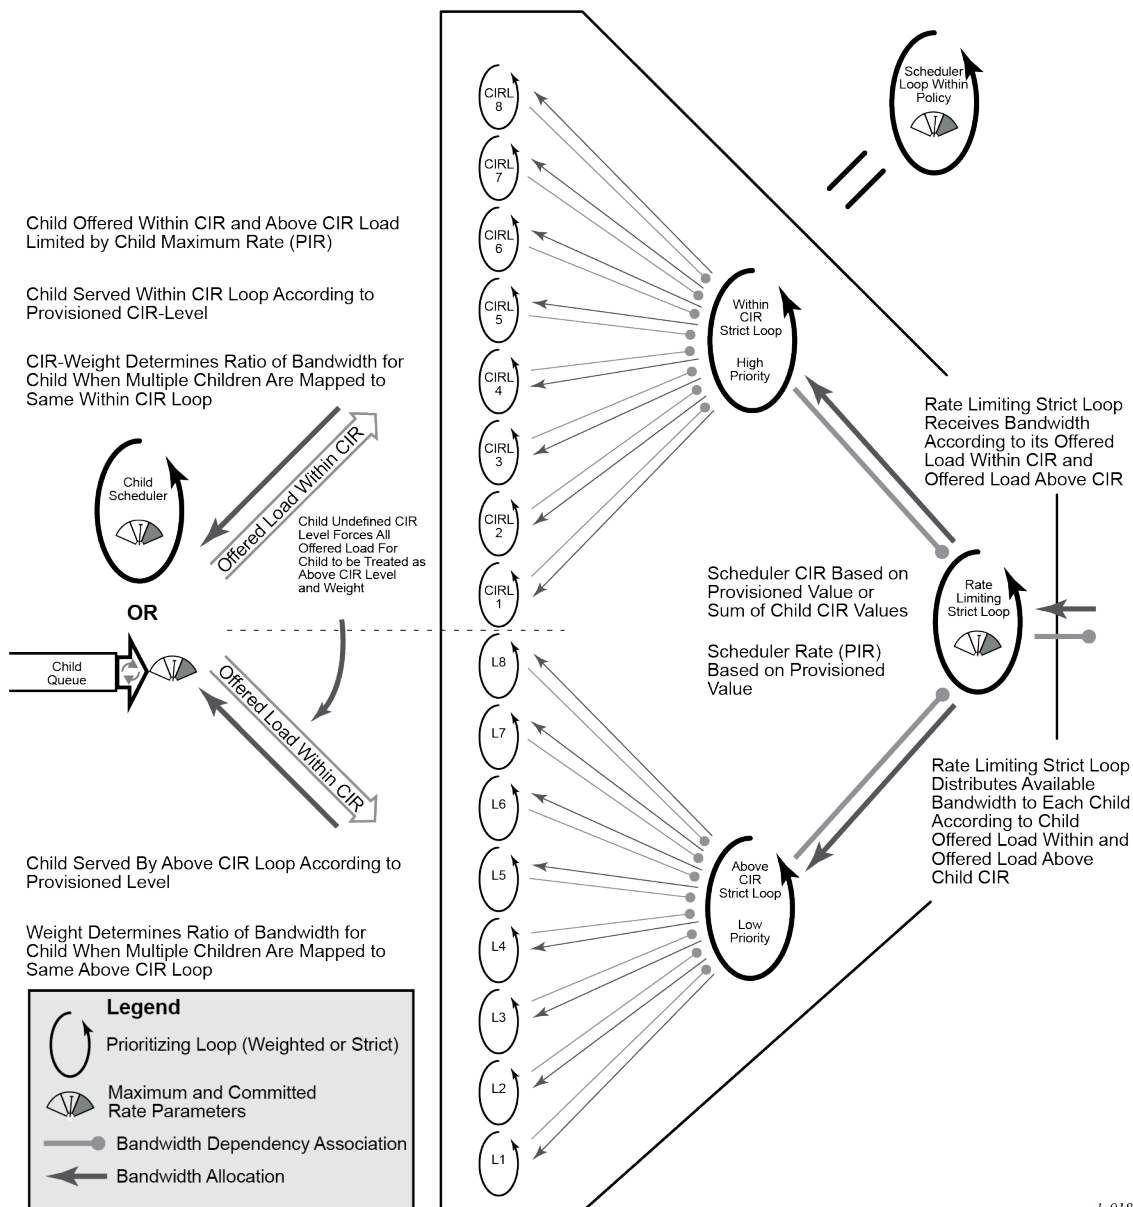 Child Offered Within CIR and Above CIR Load
Limited by Child Maximum Rate (PIR)
Child Served Within CIR Loop According to
Provisioned CIR-Level
CIR-Weight Determines Ratio of Bandwidth for
Child When Multiple Children Are Mapped to
Same Within CIR Loop
Child
Scheduler
Offered Load Within CIR
Child Undefined CIR
Level Forces All
Offered Load For
Child to be Treated as
Above CIR Level
and Weight
OR
Child
Queue
Offered Load Within CIR
Child Served By Above CIR Loop According to
Provisioned Level
Weight Determines Ratio of Bandwidth for
Child When Multiple Children Are Mapped to
Same Above CIR Loop
Legend
Prioritizing Loop (Weighted or Strict)
Maximum and Committed
Rate Parameters
Bandwidth Dependency Association
Bandwidth Allocation
CIRL
8
CIRL
7
CIRL
6
CIRL
5
CIRL
4
CIRL
3
CIRL
2
CIRL
1
L8
L7
L6
L5
L4
L3
L2
L1
Within
CIR
Strict Loop
High
Priority
Above
CIR
Strict Loop
Low
Priority
Scheduler
Loop Within
Policy
Rate Limiting Strict Loop
Receives Bandwidth
According to its Offered
Load Within CIR and
Offered Load Above CIR
Scheduler CIR Based on
Provisioned Value or
Sum of Child CIR Values
Scheduler Rate (PIR)
Based on Provisioned
Value
Rate
Limiting
Strict Loop
Rate Limiting Strict Loop
Distributes Available
Bandwidth to Each Child
According to Child
Offered Load Within and
Offered Load Above
Child CIR